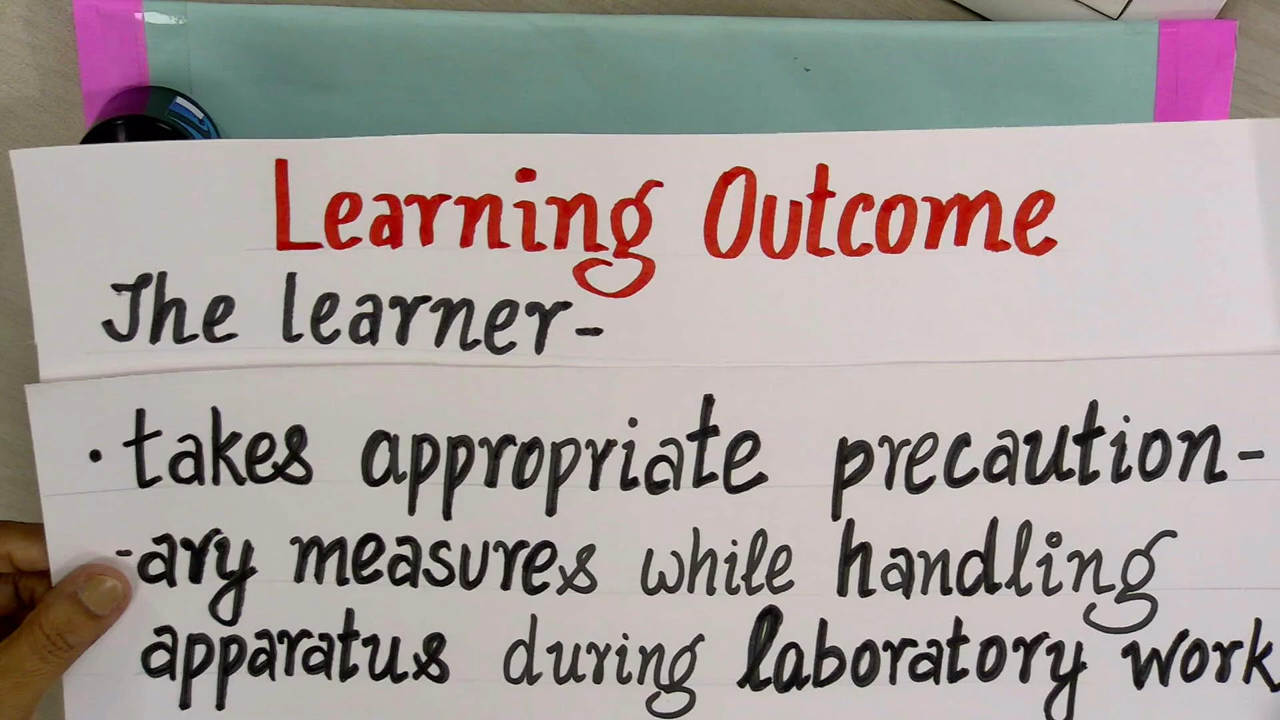 Learning Outcome
The learner-
• takes appropriate precaution-
-ary measures while handling
apparatus during laboratory work